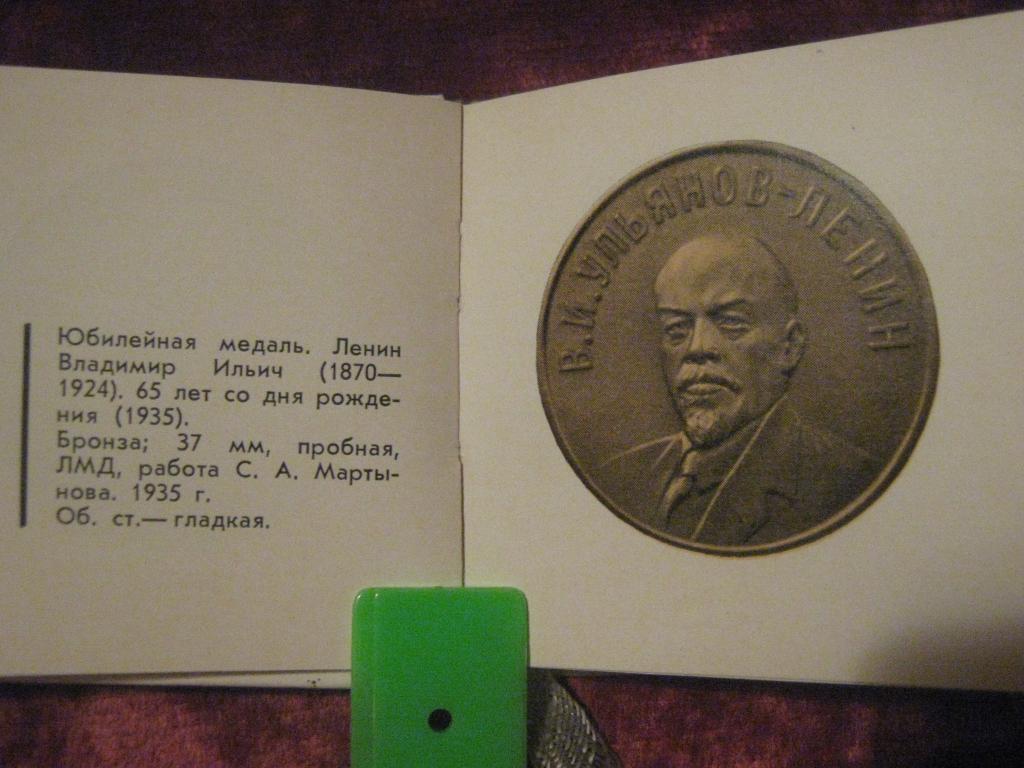 Юбилейная медаль. Ленин
Владимир Ильич (1870—
1924). 65 лет со дня рожде-
ния (1935).
Бронза; 37 мм, пробная,
ЛМД, работа С. А. Марты-
нова. 1935 г.
Об. ст.— гладкая.
В.И.УЛЬЯНОВ-ЛЕНИН